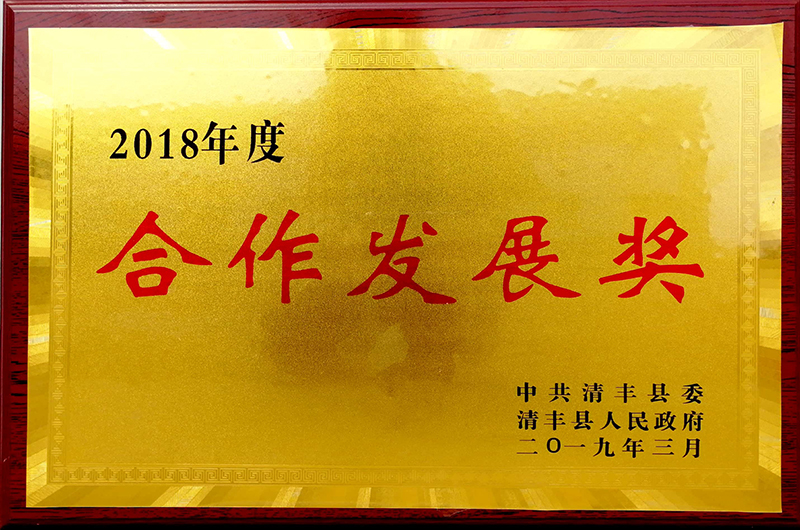 2018年度
合作发展奖
中共清丰县委
清丰县人民政府
二〇一九年三月